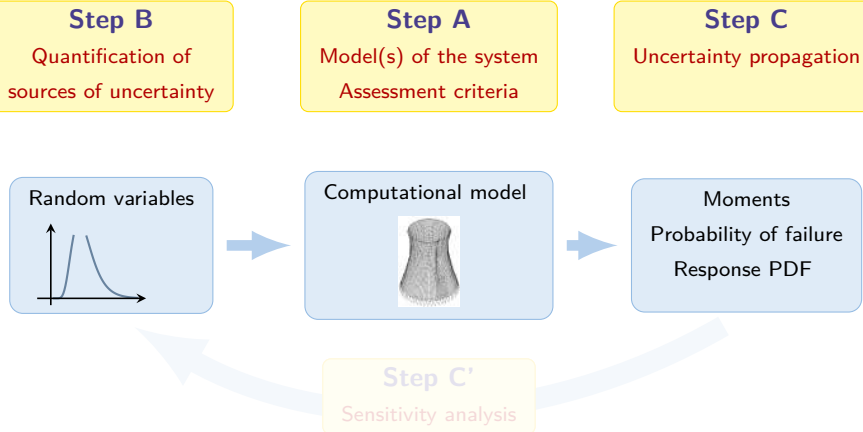 Step B
Quantification of
sources of uncertainty
Step A
Model(s) of the system
Assessment criteria
Step C
Uncertainty propagation
Random variables
Computational model
Moments
Probability of failure
Response PDF
Step C'
Sensitivity analysis